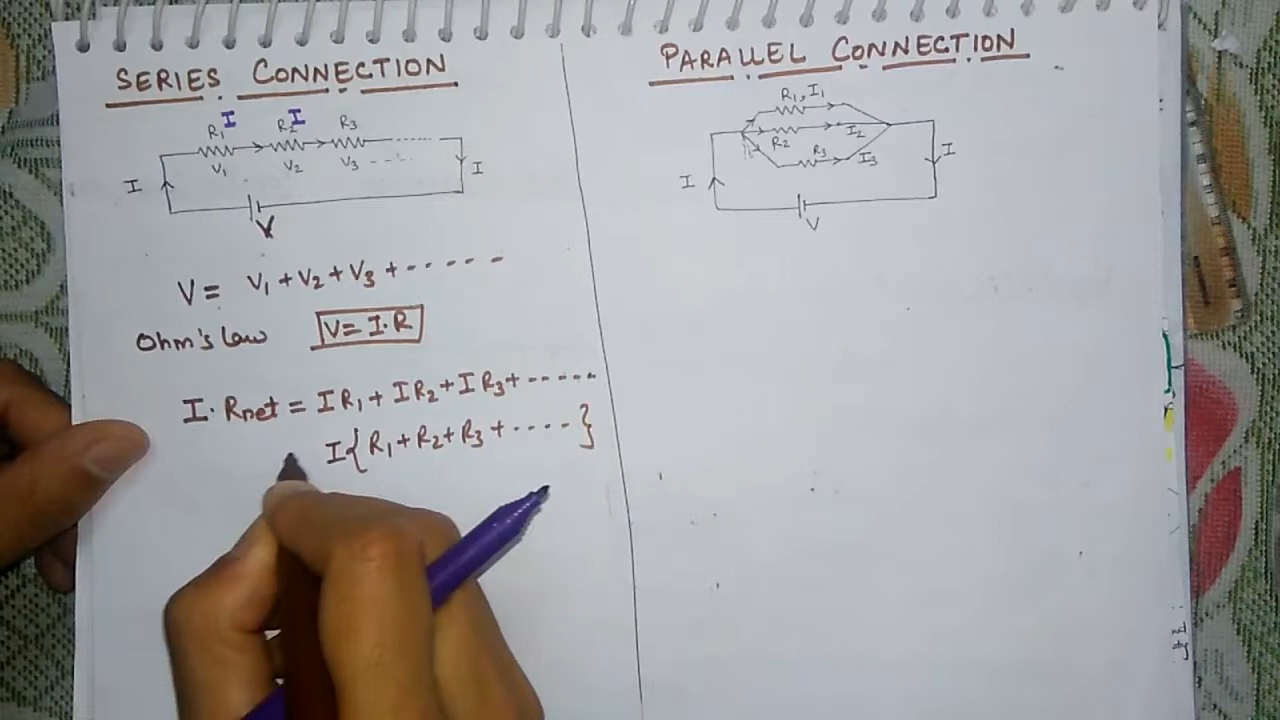 SERIES CONNECTION
R1 I R2 I R3
V1 V2 V3
I I
V
V = V1 + V2 + V3 + ......
Ohm's law V = I.R
I. Rnet = IR1 + IR2 + IR3 + .....
I{R1 + R2 + R3 + ....}
PARALLEL CONNECTION
R1, I1
R2 I2
R3 I3
I I
V